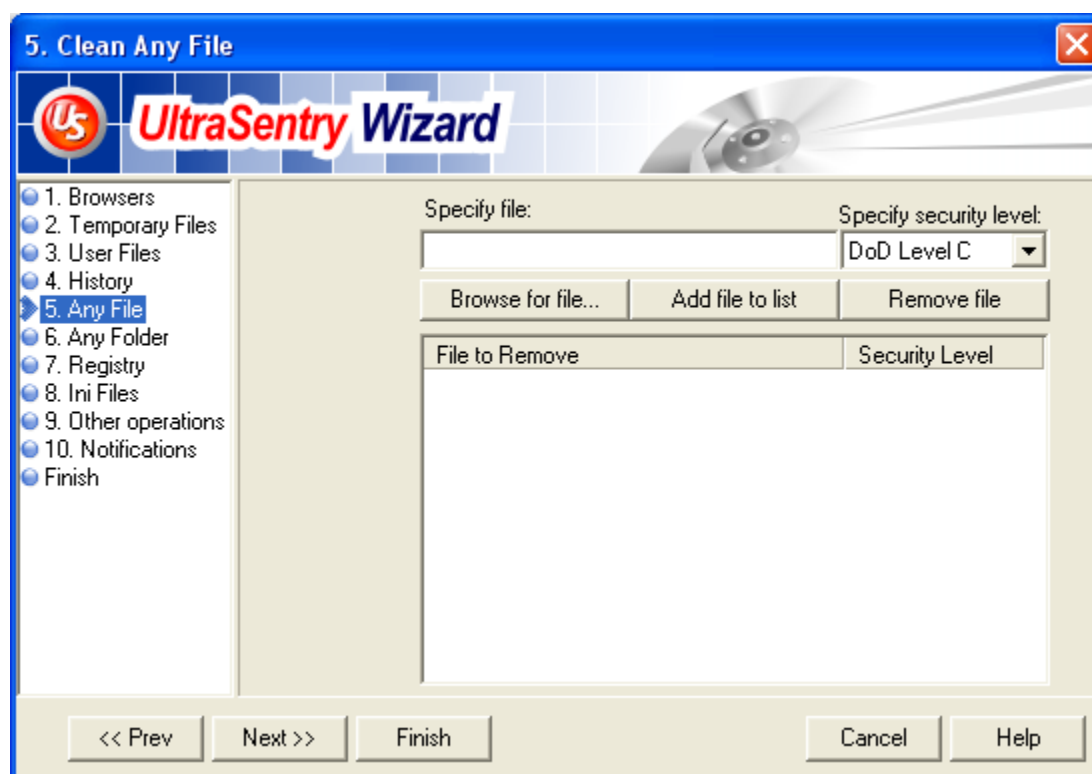 5. Clean Any File
US
UltraSentry Wizard
1. Browsers
2. Temporary Files
3. User Files
4. History
5. Any File
6. Any Folder
7. Registry
8. Ini Files
9. Other operations
10. Notifications
Finish
Specify file:
Specify security level:
DoD Level C
Browse for file...
Add file to list
Remove file
File to Remove
Security Level
<< Prev
Next >>
Finish
Cancel
Help